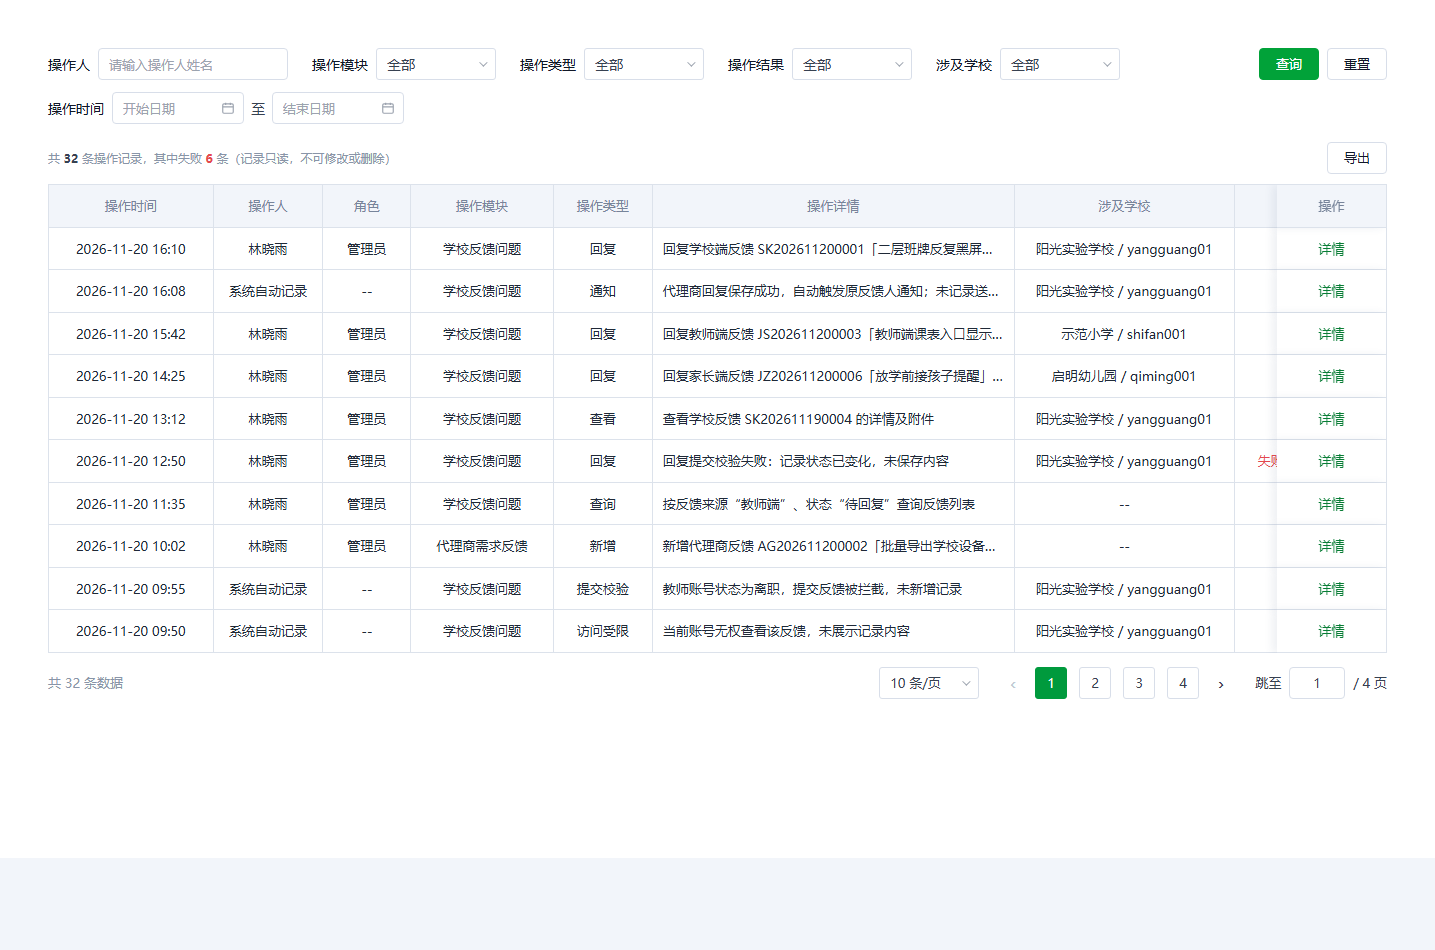 操作人 请输入操作人姓名 操作模块 全部 操作类型 全部 操作结果 全部 涉及学校 全部 查询 重置
操作时间 开始日期 至 结束日期
共 32 条操作记录，其中失败 6 条（记录只读，不可修改或删除） 导出
操作时间 操作人 角色 操作模块 操作类型 操作详情 涉及学校 操作
2026-11-20 16:10 林晓雨 管理员 学校反馈问题 回复 回复学校端反馈 SK202611200001「二层班牌反复黑屏... 阳光实验学校 / yangguang01 详情
2026-11-20 16:08 系统自动记录 -- 学校反馈问题 通知 代理商回复保存成功，自动触发原反馈人通知；未记录送... 阳光实验学校 / yangguang01 详情
2026-11-20 15:42 林晓雨 管理员 学校反馈问题 回复 回复教师端反馈 JS202611200003「教师端课表入口显示... 示范小学 / shifan001 详情
2026-11-20 14:25 林晓雨 管理员 学校反馈问题 回复 回复家长端反馈 JZ202611200006「放学前接孩子提醒」... 启明幼儿园 / qiming001 详情
2026-11-20 13:12 林晓雨 管理员 学校反馈问题 查看 查看学校反馈 SK202611190004 的详情及附件 阳光实验学校 / yangguang01 详情
2026-11-20 12:50 林晓雨 管理员 学校反馈问题 回复 回复提交校验失败：记录状态已变化，未保存内容 阳光实验学校 / yangguang01 失败 详情
2026-11-20 11:35 林晓雨 管理员 学校反馈问题 查询 按反馈来源“教师端”、状态“待回复”查询反馈列表 -- 详情
2026-11-20 10:02 林晓雨 管理员 代理商需求反馈 新增 新增代理商反馈 AG202611200002「批量导出学校设备... -- 详情
2026-11-20 09:55 系统自动记录 -- 学校反馈问题 提交校验 教师账号状态为离职，提交反馈被拦截，未新增记录 阳光实验学校 / yangguang01 详情
2026-11-20 09:50 系统自动记录 -- 学校反馈问题 访问受限 当前账号无权查看该反馈，未展示记录内容 阳光实验学校 / yangguang01 详情
共 32 条数据 10 条/页 ‹ 1 2 3 4 › 跳至 1 / 4 页